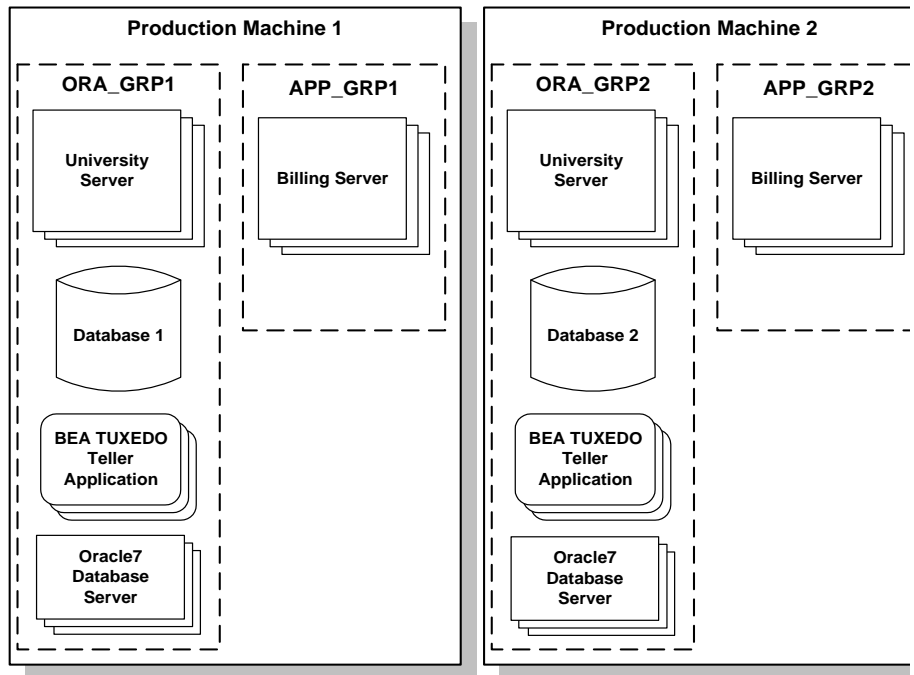 Production Machine 1
ORA_GRP1
University
Server
Database 1
BEA TUXEDO
Teller
Application
Oracle7
Database
Server
APP_GRP1
Billing Server
Production Machine 2
ORA_GRP2
University
Server
Database 2
BEA TUXEDO
Teller
Application
Oracle7
Database
Server
APP_GRP2
Billing Server